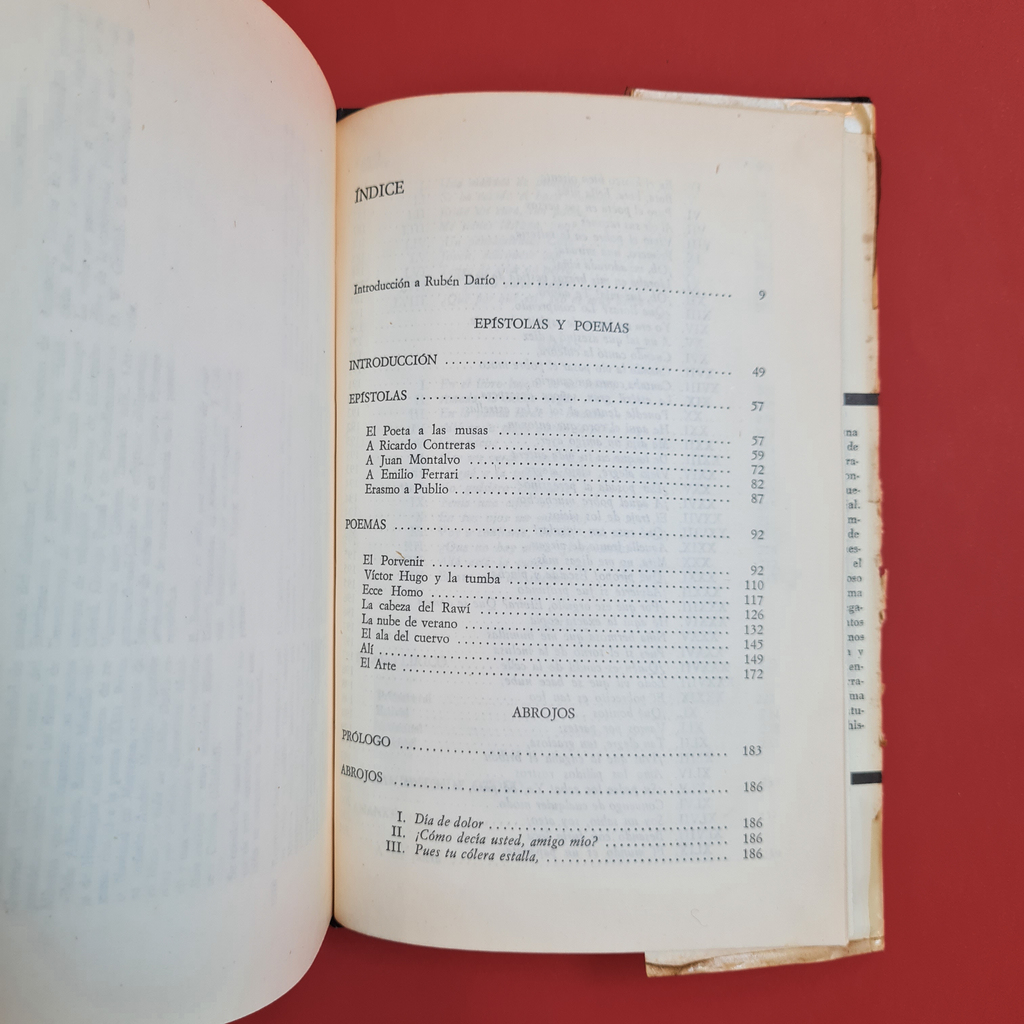 ÍNDICE
Introducción a Rubén Darío ........ 9
EPÍSTOLAS Y POEMAS
INTRODUCCIÓN ........ 49
EPÍSTOLAS ........ 57
El Poeta a las musas ........ 57
A Ricardo Contreras ........ 59
A Juan Montalvo ........ 72
A Emilio Ferrari ........ 82
Erasmo a Publio ........ 87
POEMAS ........ 92
El Porvenir ........ 92
Víctor Hugo y la tumba ........ 110
Ecce Homo ........ 117
La cabeza del Rawí ........ 126
La nube de verano ........ 132
El ala del cuervo ........ 145
Alí ........ 149
El Arte ........ 172
ABROJOS
PRÓLOGO ........ 183
ABROJOS ........ 186
I. Día de dolor ........ 186
II. ¡Cómo decía usted, amigo mío? ........ 186
III. Pues tu cólera estalla, ........ 186